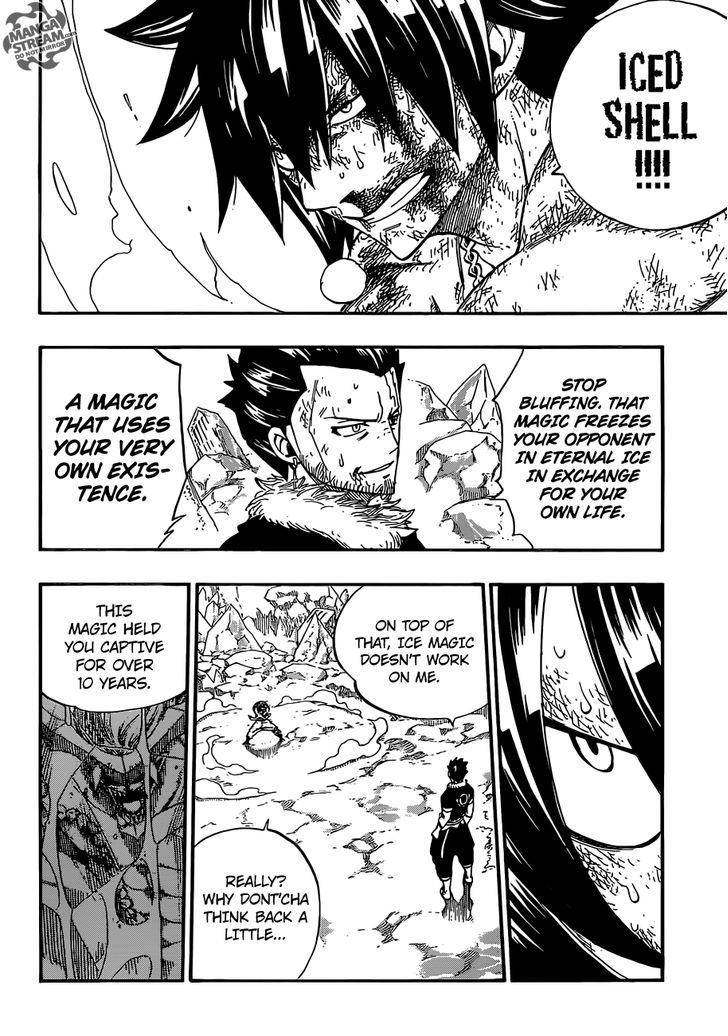 MANGA
STREAM
DO NOT MIRROR
ICED
SHELL
!!!!
STOP
BLUFFING. THAT
MAGIC FREEZES
YOUR OPPONENT
IN ETERNAL ICE
IN EXCHANGE
FOR YOUR
OWN LIFE.
A MAGIC
THAT USES
YOUR VERY
OWN EXIS-
TENCE.
ON TOP OF
THAT, ICE MAGIC
DOESN'T WORK
ON ME.
REALLY?
WHY DONT'CHA
THINK BACK A
LITTLE...
THIS
MAGIC HELD
YOU CAPTIVE
FOR OVER
10 YEARS.